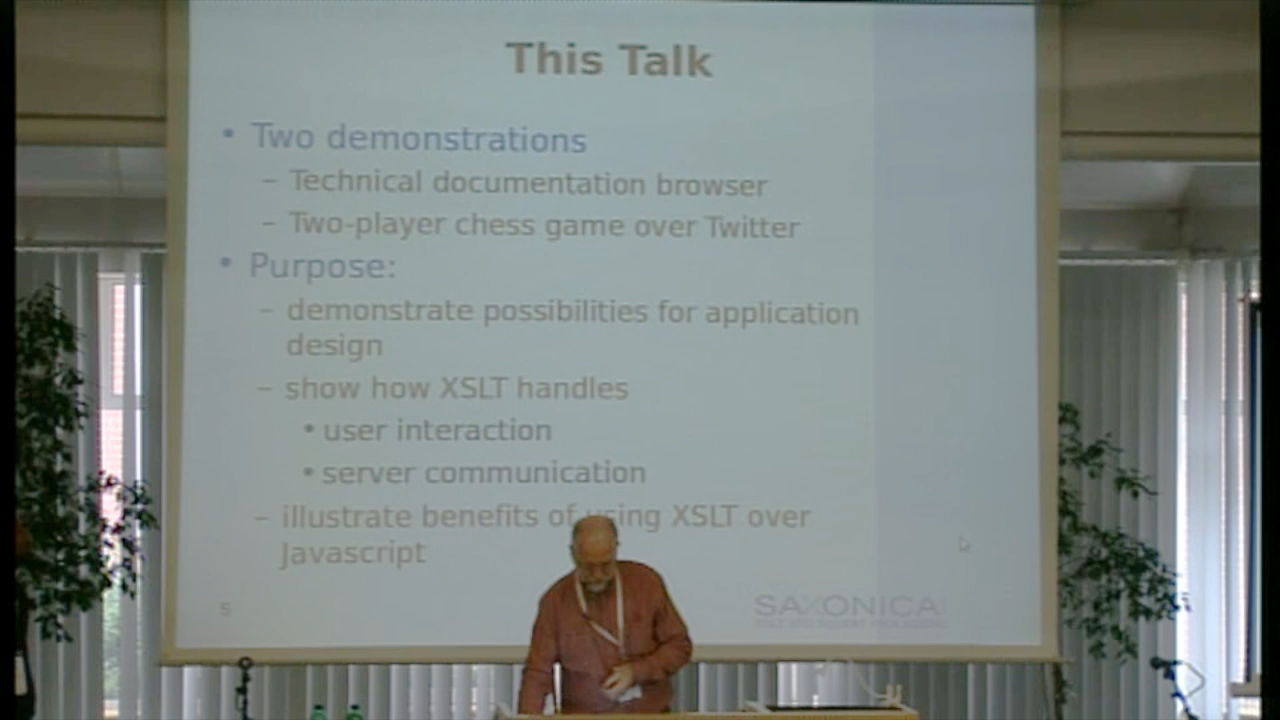 This Talk
• Two demonstrations
– Technical documentation browser
– Two-player chess game over Twitter
• Purpose:
– demonstrate possibilities for application
design
– show how XSLT handles
• user interaction
• server communication
– illustrate benefits of using XSLT over
Javascript
5
SAXONICA